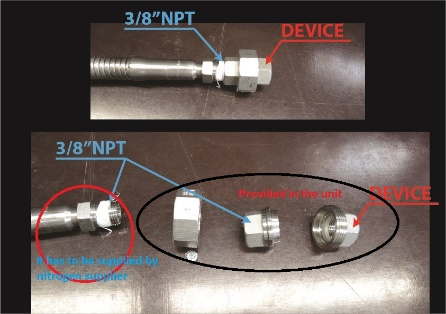 3/8”NPT
DEVICE
3/8”NPT
Provided in the unit
DEVICE
It has to be supplied by
nitrogen supplier